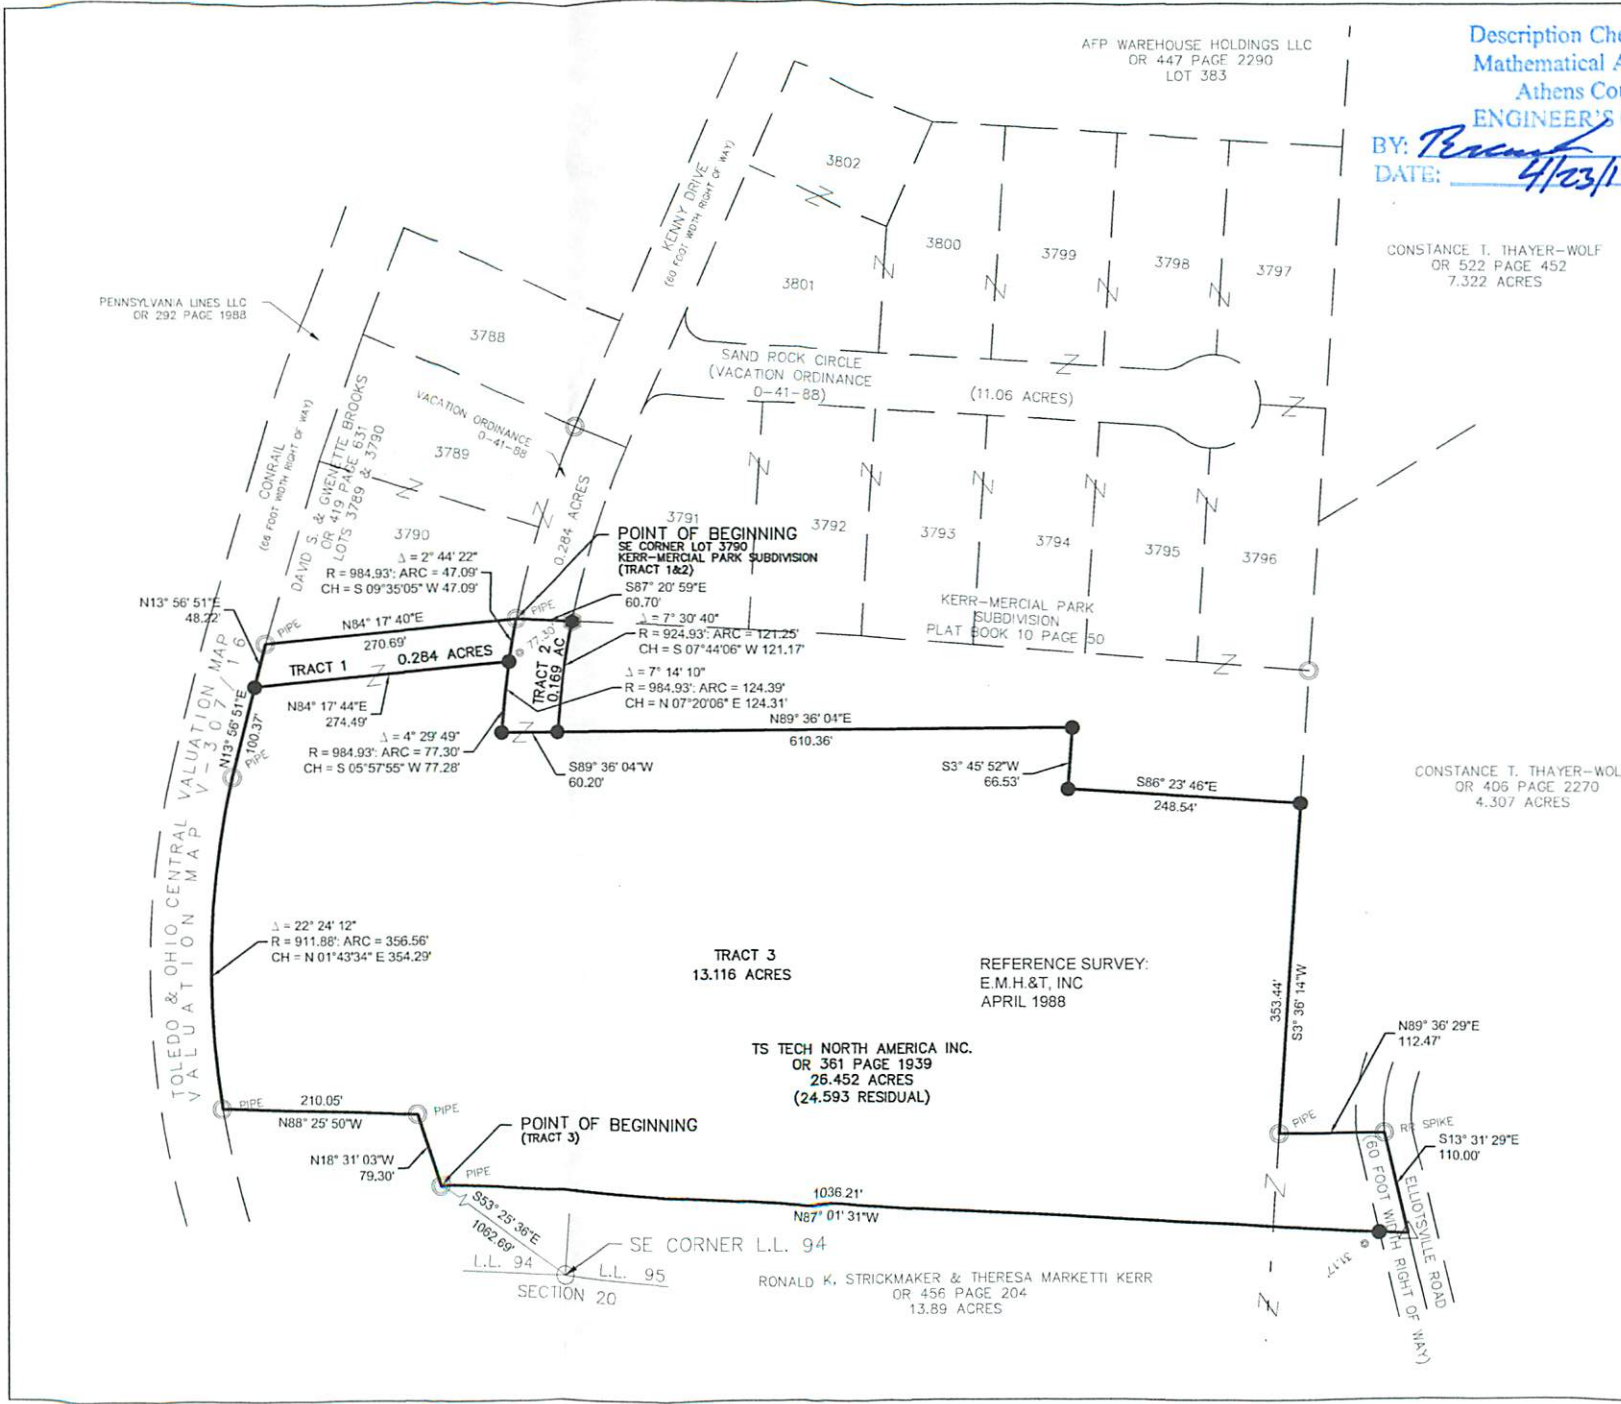 AFP WAREHOUSE HOLDINGS LLC
OR 447 PAGE 2290
LOT 383
Description Che
Mathematical A
Athens Cou
ENGINEER'S
BY:
DATE: 4/23/1
CONSTANCE T. THAYER-WOLF
OR 522 PAGE 452
7.322 ACRES
PENNSYLVANIA LINES LLC
OR 292 PAGE 1988
KENNY DRIVE
(60 FOOT WIDTH RIGHT OF WAY)
3802
3801
3800
3799
3798
3797
3788
SAND ROCK CIRCLE
(VACATION ORDINANCE
0-41-88)
(11.06 ACRES)
VACATION ORDINANCE
0-41-88
3789
CONRAIL
(66 FOOT WIDTH RIGHT OF WAY)
DAVID S. & GWENETTE BROOKS
OR 419 PAGE 631
LOTS 3789 & 3790
3790
0.284 ACRES
3791
3792
3793
3794
3795
3796
POINT OF BEGINNING
SE CORNER LOT 3790
KERR-MERCIAL PARK SUBDIVISION
(TRACT 1&2)
Δ = 2° 44' 22"
R = 984.93': ARC = 47.09'
CH = S 09°35'05" W 47.09'
S87° 20' 59"E
60.70'
KERR-MERCIAL PARK
SUBDIVISION
PLAT BOOK 10 PAGE 50
N13° 56' 51"E
48.22'
PIPE
N84° 17' 40"E
270.69'
PIPE
77.30'
Δ = 7° 30' 40"
R = 924.93': ARC = 121.25'
CH = S 07°44'06" W 121.17'
TRACT 1
0.284 ACRES
TRACT 2
0.169 AC
Δ = 7° 14' 10"
R = 984.93': ARC = 124.39'
CH = N 07°20'06" E 124.31'
N84° 17' 44"E
274.49'
N13° 56' 51"E
100.37'
PIPE
Δ = 4° 29' 49"
R = 984.93': ARC = 77.30'
CH = S 05°57'55" W 77.28'
S89° 36' 04"W
60.20'
N89° 36' 04"E
610.36'
S3° 45' 52"W
66.53'
S86° 23' 46"E
248.54'
CONSTANCE T. THAYER-WOL
OR 406 PAGE 2270
4.307 ACRES
TOLEDO & OHIO CENTRAL VALUATION MAP
VALUATION MAP V-307/16
Δ = 22° 24' 12"
R = 911.88': ARC = 356.56'
CH = N 01°43'34" E 354.29'
TRACT 3
13.116 ACRES
REFERENCE SURVEY:
E.M.H.&T, INC
APRIL 1988
353.44'
S3° 36' 14"W
TS TECH NORTH AMERICA INC.
OR 361 PAGE 1939
26.452 ACRES
(24.593 RESIDUAL)
N89° 36' 29"E
112.47'
PIPE
210.05'
N88° 25' 50"W
PIPE
POINT OF BEGINNING
(TRACT 3)
PIPE
RR SPIKE
S13° 31' 29"E
110.00'
N18° 31' 03"W
79.30'
PIPE
1036.21'
N87° 01' 31"W
S53° 25' 36"E
1062.69'
SE CORNER L.L. 94
L.L. 94
L.L. 95
SECTION 20
RONALD K. STRICKMAKER & THERESA MARKETTI KERR
OR 456 PAGE 204
13.89 ACRES
31.17'
(60 FOOT WIDTH RIGHT OF WAY)
ELLIOTSVILLE ROAD